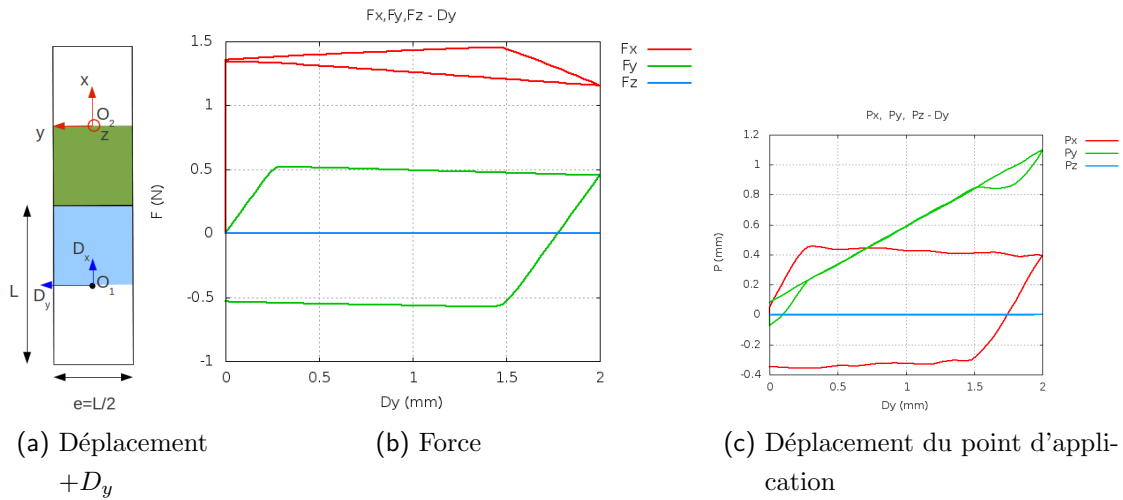 x
O2
y
z
Dx
O1
L
Dy
e=L/2
Fx,Fy,Fz - Dy
F (N)
1.5
1
0.5
0
-0.5
-1
0
0.5
1
1.5
2
Dy (mm)
Fx
Fy
Fz
Px, Py, Pz - Dy
P (mm)
1.2
1
0.8
0.6
0.4
0.2
0
-0.2
-0.4
0
0.5
1
1.5
2
Dy (mm)
Px
Py
Pz
(a) Déplacement
+Dy
(b) Force
(c) Déplacement du point d'appli-
cation